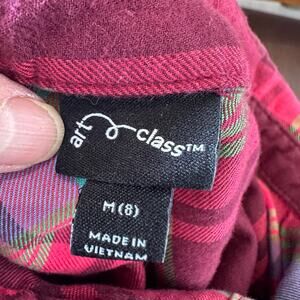 art class™
M (8)
MADE IN
VIETNAM